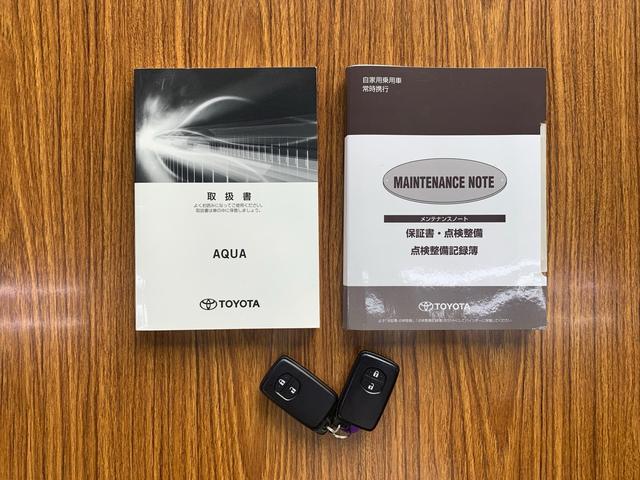 取扱書
よくお読みになってご使用ください。
取扱書は車の中に保管しましょう。
AQUA
TOYOTA
自家用乗用車
常時携行
MAINTENANCE NOTE
メンテナンスノート
保証書・点検整備
点検整備記録簿
TOYOTA